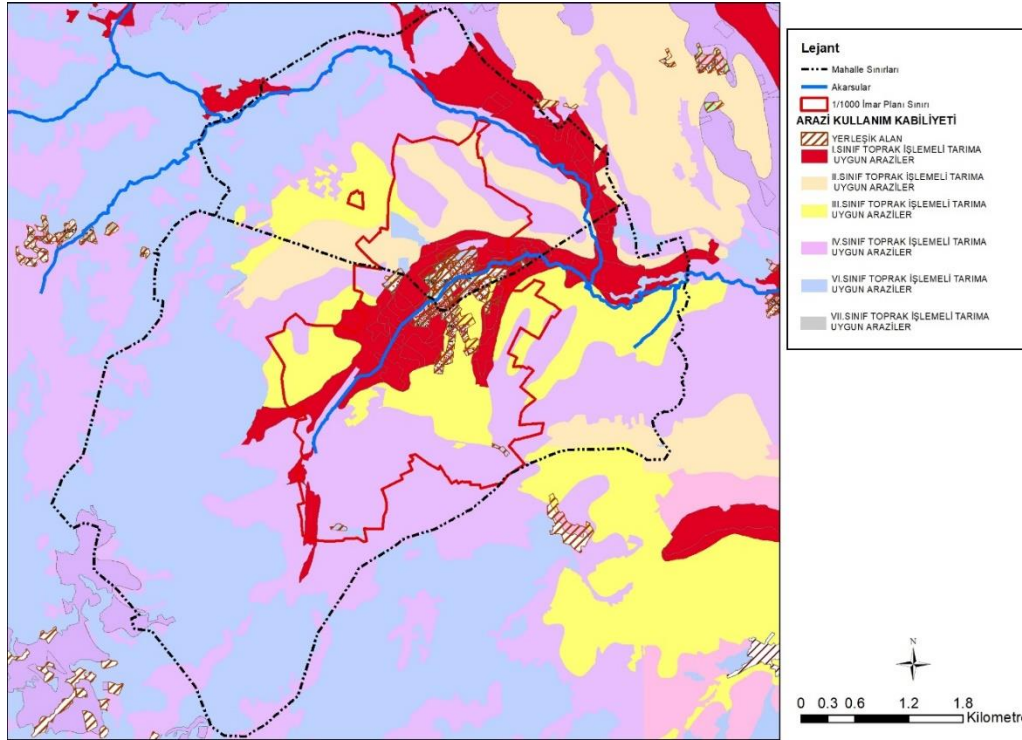 Lejant
Mahalle Sınırları
Akarsular
1/1000 İmar Planı Sınırı
ARAZİ KULLANIM KABİLİYETİ
YERLEŞİK ALAN
I.SINIF TOPRAK İŞLEMELİ TARIMA
UYGUN ARAZİLER
II.SINIF TOPRAK İŞLEMELİ TARIMA
UYGUN ARAZİLER
III.SINIF TOPRAK İŞLEMELİ TARIMA
UYGUN ARAZİLER
IV.SINIF TOPRAK İŞLEMELİ TARIMA
UYGUN ARAZİLER
VI.SINIF TOPRAK İŞLEMELİ TARIMA
UYGUN ARAZİLER
VII.SINIF TOPRAK İŞLEMELİ TARIMA
UYGUN ARAZİLER
N
0 0.3 0.6 1.2 1.8
Kilometre